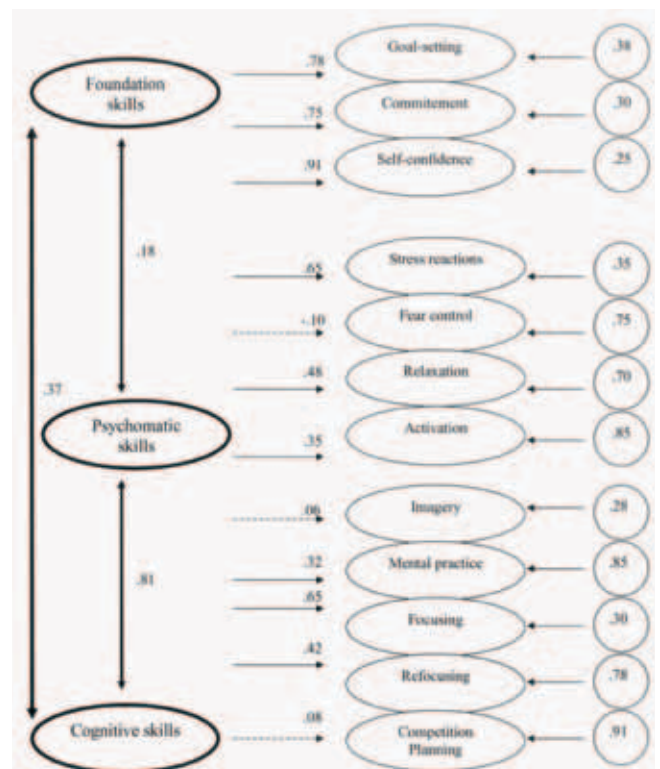 Goal-setting
.38
.78
Foundation
skills
Commitement
.30
.75
Self-confidence
.25
.91
.18
Stress reactions
.35
.65
Fear control
.75
-.10
.48
Relaxation
.70
.37
Psychomatic
skills
Activation
.85
.35
.06
Imagery
.28
.32
Mental practice
.85
.81
.65
Focusing
.30
.42
Refocuning
.78
.08
Cognitive skills
Competition
Planning
.91